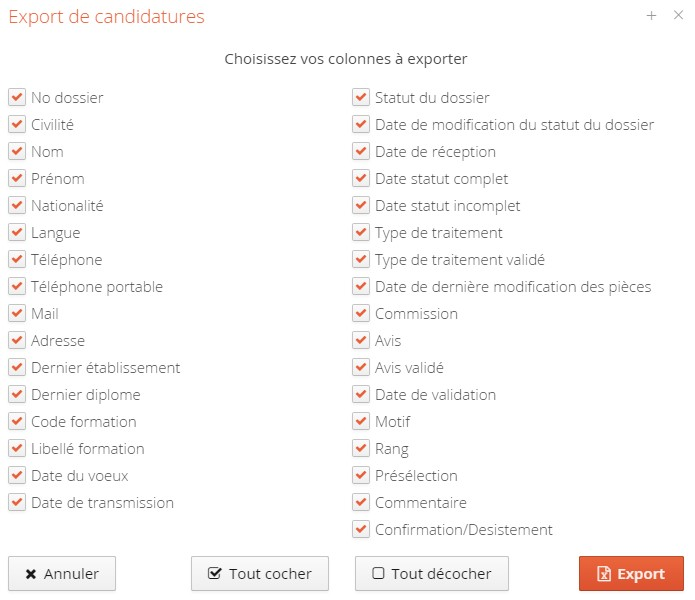 Export de candidatures
Choisissez vos colonnes à exporter
No dossier
Civilité
Nom
Prénom
Nationalité
Langue
Téléphone
Téléphone portable
Mail
Adresse
Dernier établissement
Dernier diplome
Code formation
Libellé formation
Date du voeux
Date de transmission
Statut du dossier
Date de modification du statut du dossier
Date de réception
Date statut complet
Date statut incomplet
Type de traitement
Type de traitement validé
Date de dernière modification des pièces
Commission
Avis
Avis validé
Date de validation
Motif
Rang
Présélection
Commentaire
Confirmation/Desistement
Annuler
Tout cocher
Tout décocher
Export